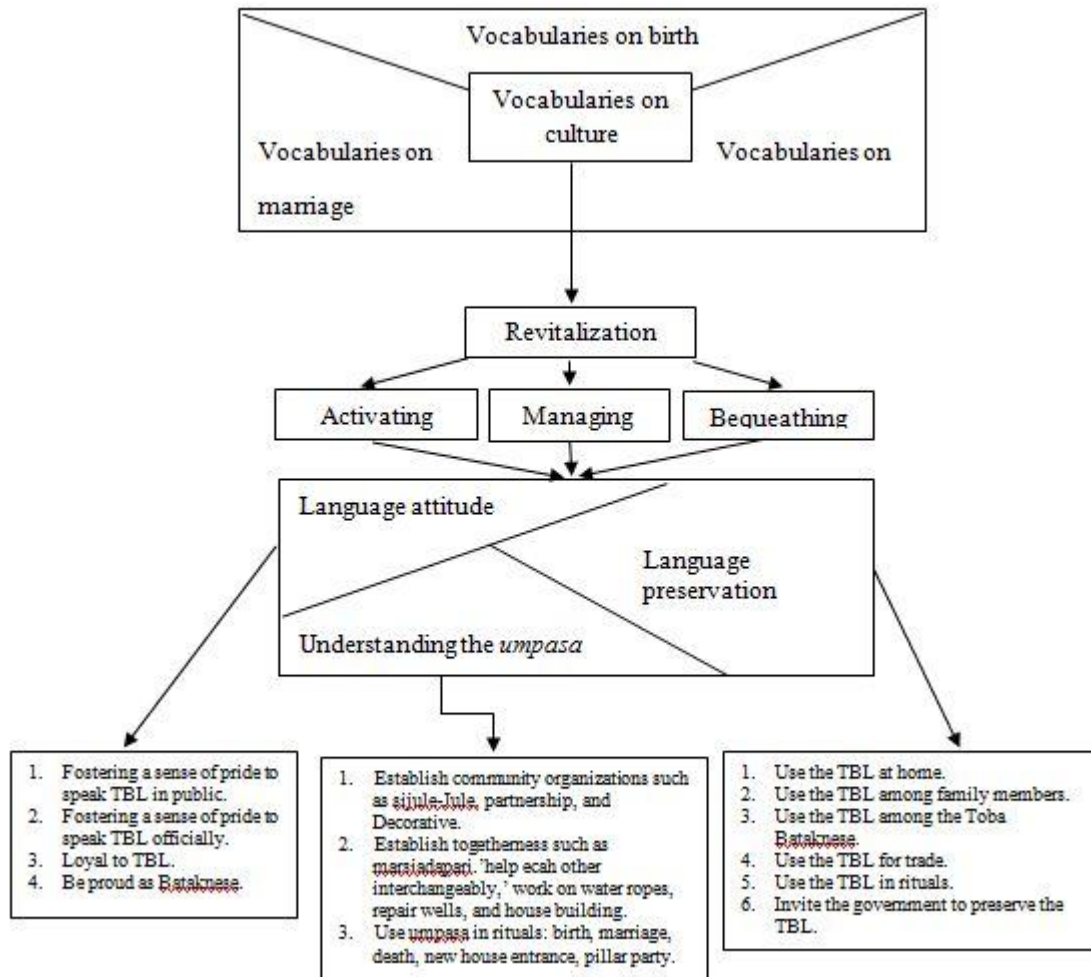 Vocabularies on birth
Vocabularies on
culture
Vocabularies on
marriage
Vocabularies on
Revitalization
Activating
Managing
Bequeathing
Language attitude
Language
preservation
Understanding the umpasa
1. Fostering a sense of pride to
speak TBL in public.
2. Fostering a sense of pride to
speak TBL officially.
3. Loyal to TBL.
4. Be proud as Bataknese.
1. Establish community organizations such
as sijule-Jule, partnership, and
Decorative.
2. Establish togetherness such as
marsiadapari. 'help ecah other
interchangeably,' work on water ropes,
repair wells, and house building.
3. Use umpasa in rituals: birth, marriage,
death, new house entrance, pillar party.
1. Use the TBL at home.
2. Use the TBL among family members.
3. Use the TBL among the Toba
Bataknese.
4. Use the TBL for trade.
5. Use the TBL in rituals.
6. Invite the government to preserve the
TBL.